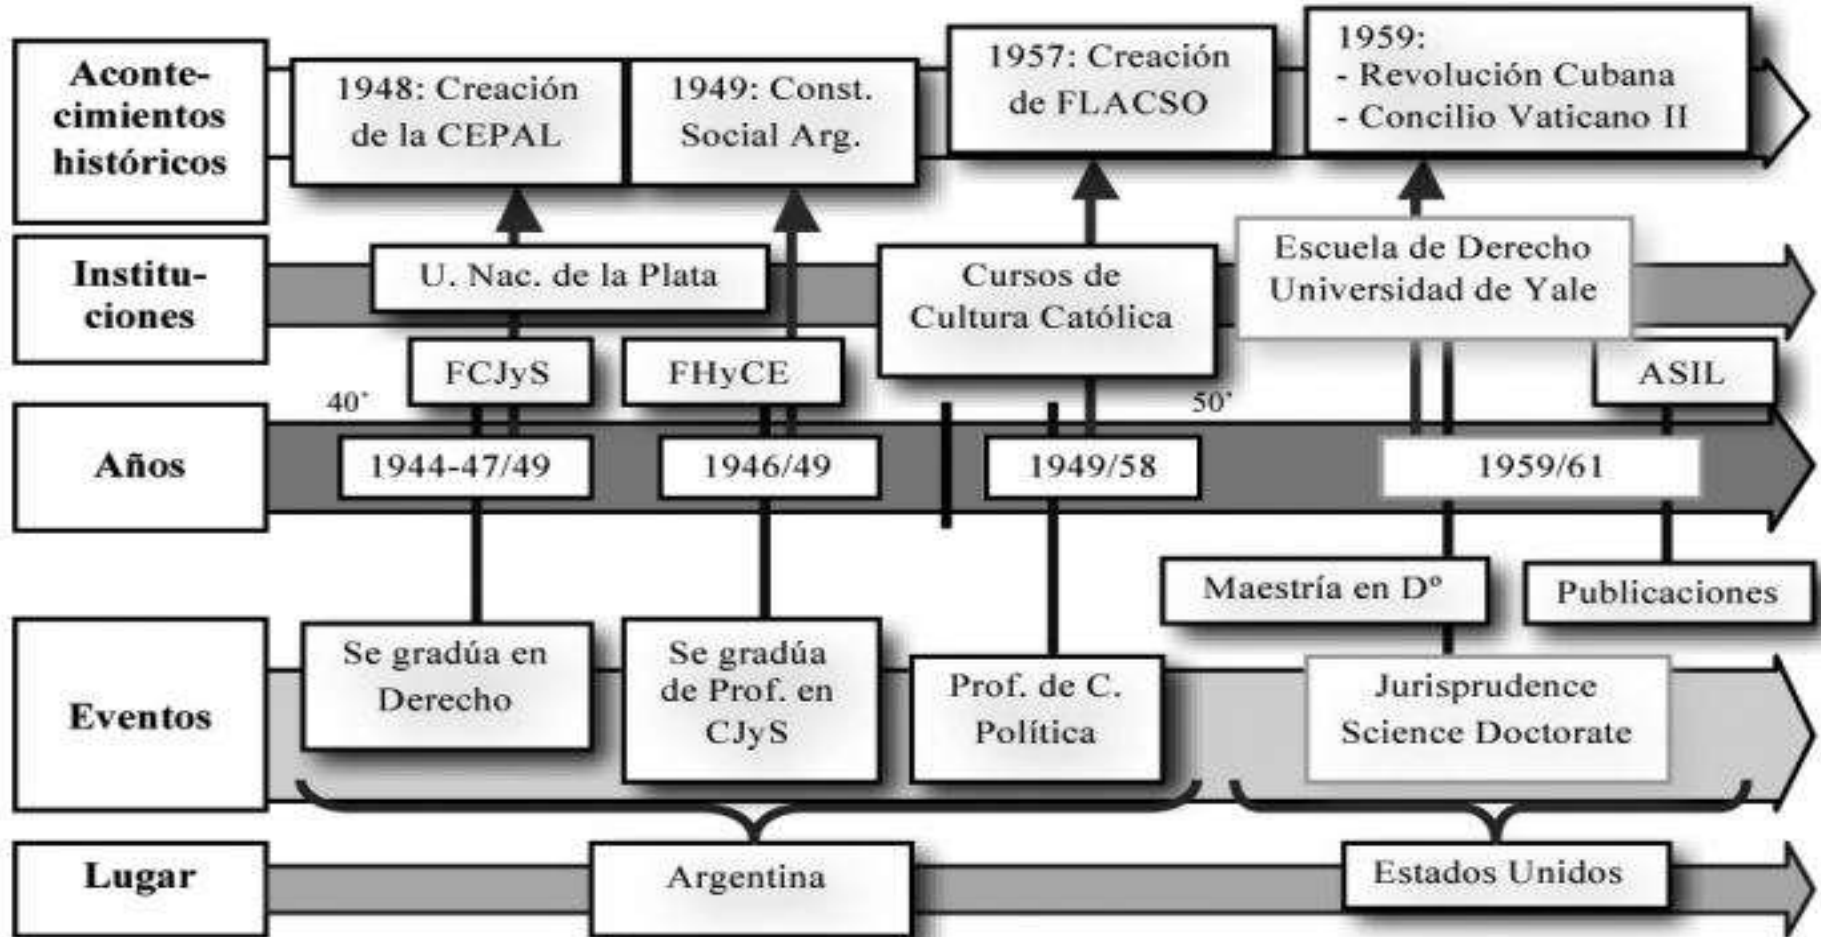 Aconte-
cimientos
históricos
1948: Creación
de la CEPAL
1949: Const.
Social Arg.
1957: Creación
de FLACSO
1959:
- Revolución Cubana
- Concilio Vaticano II
Institu-
ciones
U. Nac. de la Plata
Cursos de
Cultura Católica
Escuela de Derecho
Universidad de Yale
FCJyS
FHyCE
ASIL
40'
50'
Años
1944-47/49
1946/49
1949/58
1959/61
Maestría en Dº
Publicaciones
Eventos
Se gradúa en
Derecho
Se gradúa
de Prof. en
CJyS
Prof. de C.
Política
Jurisprudence
Science Doctorate
Lugar
Argentina
Estados Unidos